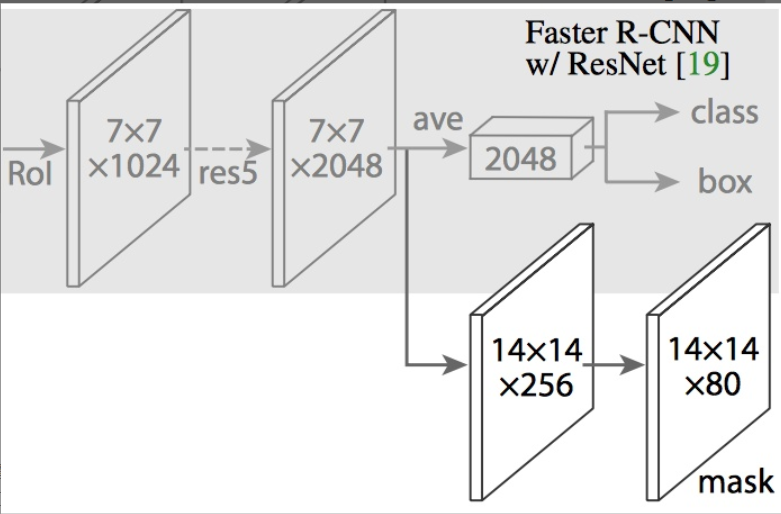 Faster R-CNN
w/ ResNet [19]
RoI
7×7
×1024
res5
7×7
×2048
ave
2048
class
box
14×14
×256
14×14
×80
mask